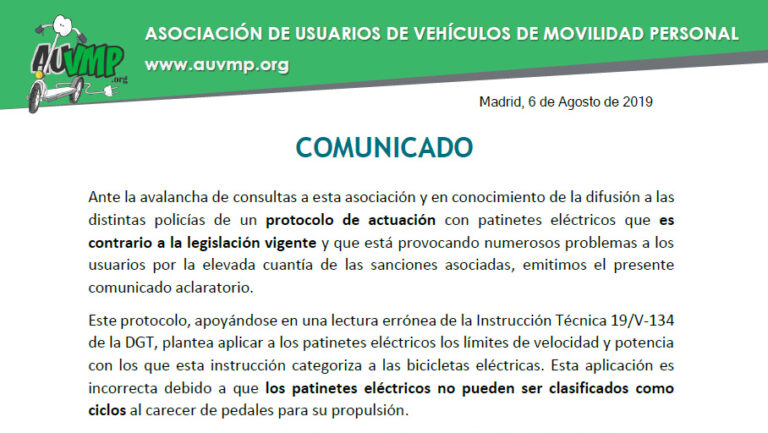 AUVMP
.org
ASOCIACIÓN DE USUARIOS DE VEHÍCULOS DE MOVILIDAD PERSONAL
www.auvmp.org
Madrid, 6 de Agosto de 2019
COMUNICADO
Ante la avalancha de consultas a esta asociación y en conocimiento de la difusión a las
distintas policías de un protocolo de actuación con patinetes eléctricos que es
contrario a la legislación vigente y que está provocando numerosos problemas a los
usuarios por la elevada cuantía de las sanciones asociadas, emitimos el presente
comunicado aclaratorio.
Este protocolo, apoyándose en una lectura errónea de la Instrucción Técnica 19/V-134
de la DGT, plantea aplicar a los patinetes eléctricos los límites de velocidad y potencia
con los que esta instrucción categoriza a las bicicletas eléctricas. Esta aplicación es
incorrecta debido a que los patinetes eléctricos no pueden ser clasificados como
ciclos al carecer de pedales para su propulsión.